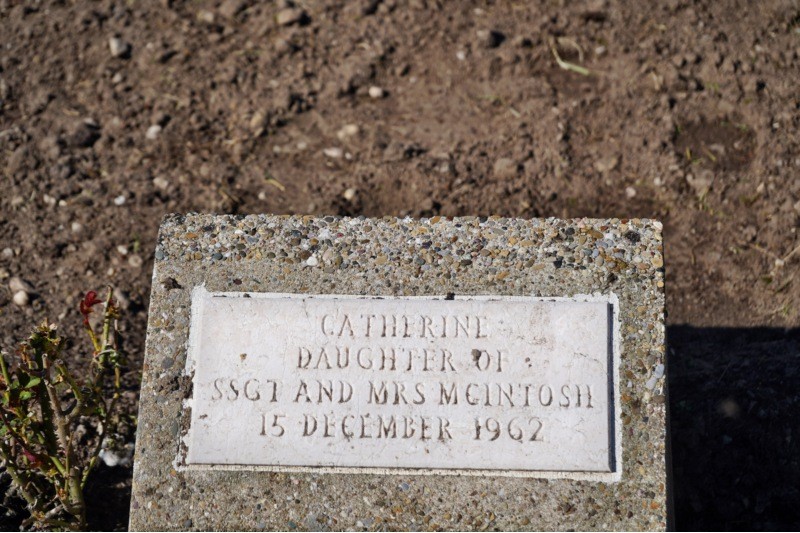 CATHERINE
DAUGHTER OF
SSGT AND MRS MCINTOSH
15 DECEMBER 1962